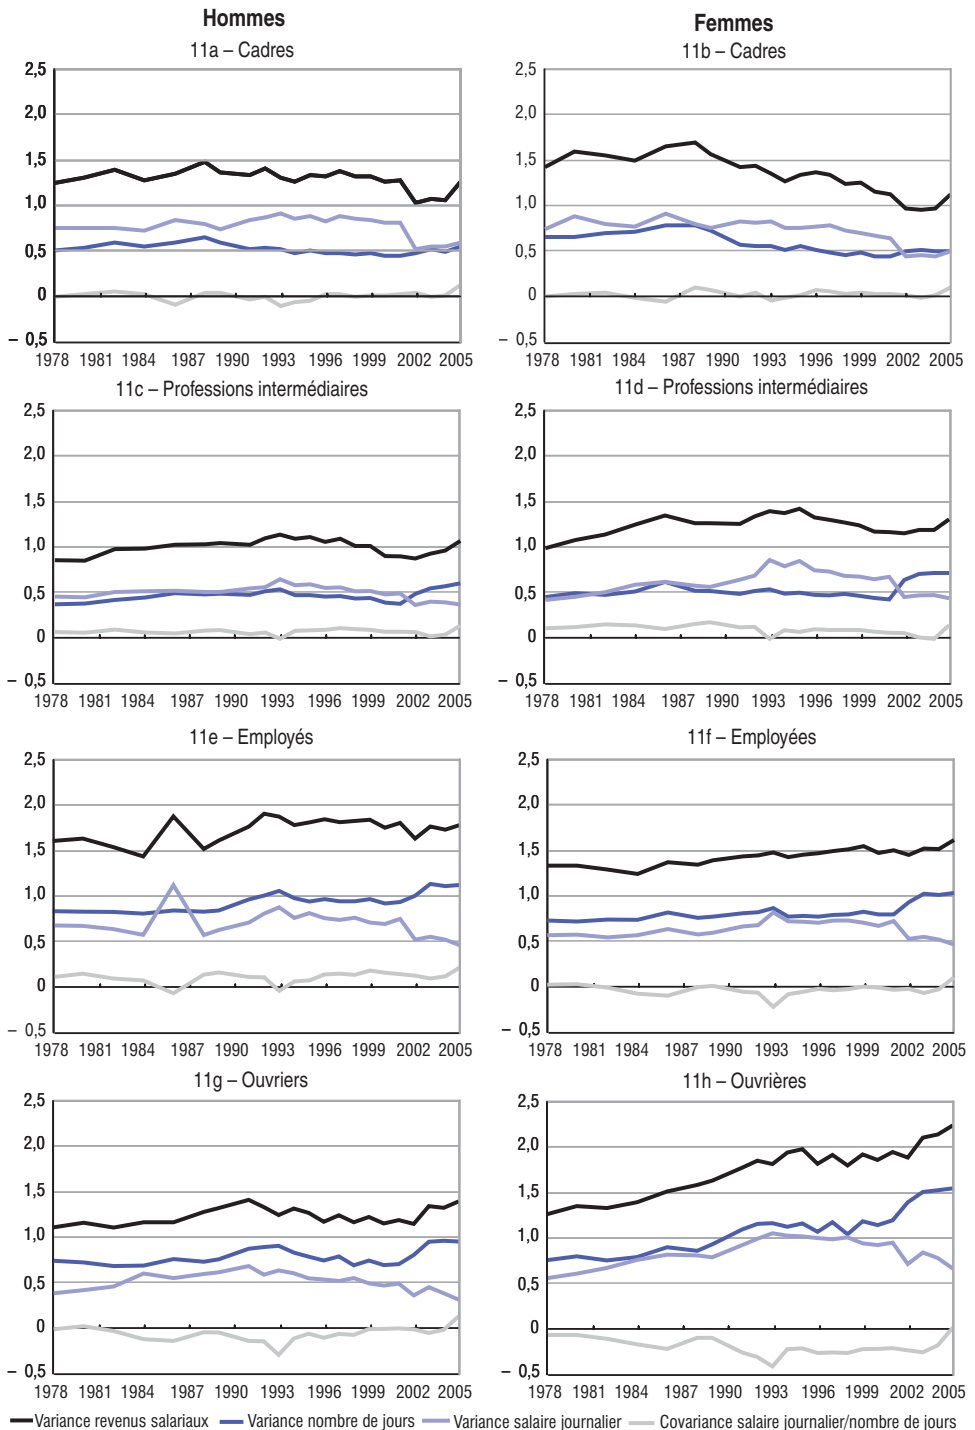 Hommes
Femmes
11a – Cadres
11b – Cadres
2,5
2,0
1,5
1,0
0,5
0
– 0,5
1978 1981 1984 1987 1990 1993 1996 1999 2002 2005
2,5
2,0
1,5
1,0
0,5
0
– 0,5
1978 1981 1984 1987 1990 1993 1996 1999 2002 2005
11c – Professions intermédiaires
11d – Professions intermédiaires
2,5
2,0
1,5
1,0
0,5
0
– 0,5
1978 1981 1984 1987 1990 1993 1996 1999 2002 2005
2,5
2,0
1,5
1,0
0,5
0
– 0,5
1978 1981 1984 1987 1990 1993 1996 1999 2002 2005
11e – Employés
11f – Employées
2,5
2,0
1,5
1,0
0,5
0
– 0,5
1978 1981 1984 1987 1990 1993 1996 1999 2002 2005
2,5
2,0
1,5
1,0
0,5
0
– 0,5
1978 1981 1984 1987 1990 1993 1996 1999 2002 2005
11g – Ouvriers
11h – Ouvrières
2,5
2,0
1,5
1,0
0,5
0
– 0,5
1978 1981 1984 1987 1990 1993 1996 1999 2002 2005
2,5
2,0
1,5
1,0
0,5
0
– 0,5
1978 1981 1984 1987 1990 1993 1996 1999 2002 2005
Variance revenus salariaux Variance nombre de jours Variance salaire journalier Covariance salaire journalier/nombre de jours